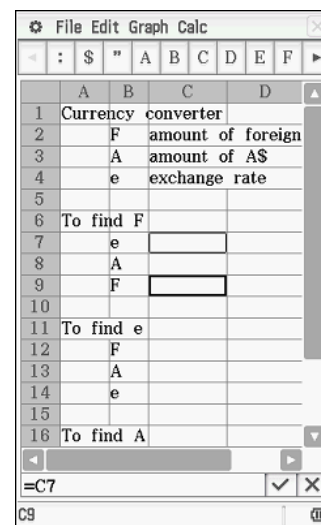 File Edit Graph Calc
: $ " A B C D E F
A B C D
1 Currency converter
2 F amount of foreign
3 A amount of A$
4 e exchange rate
5
6 To find F
7 e
8 A
9 F
10
11 To find e
12 F
13 A
14 e
15
16 To find A
=C7
C9